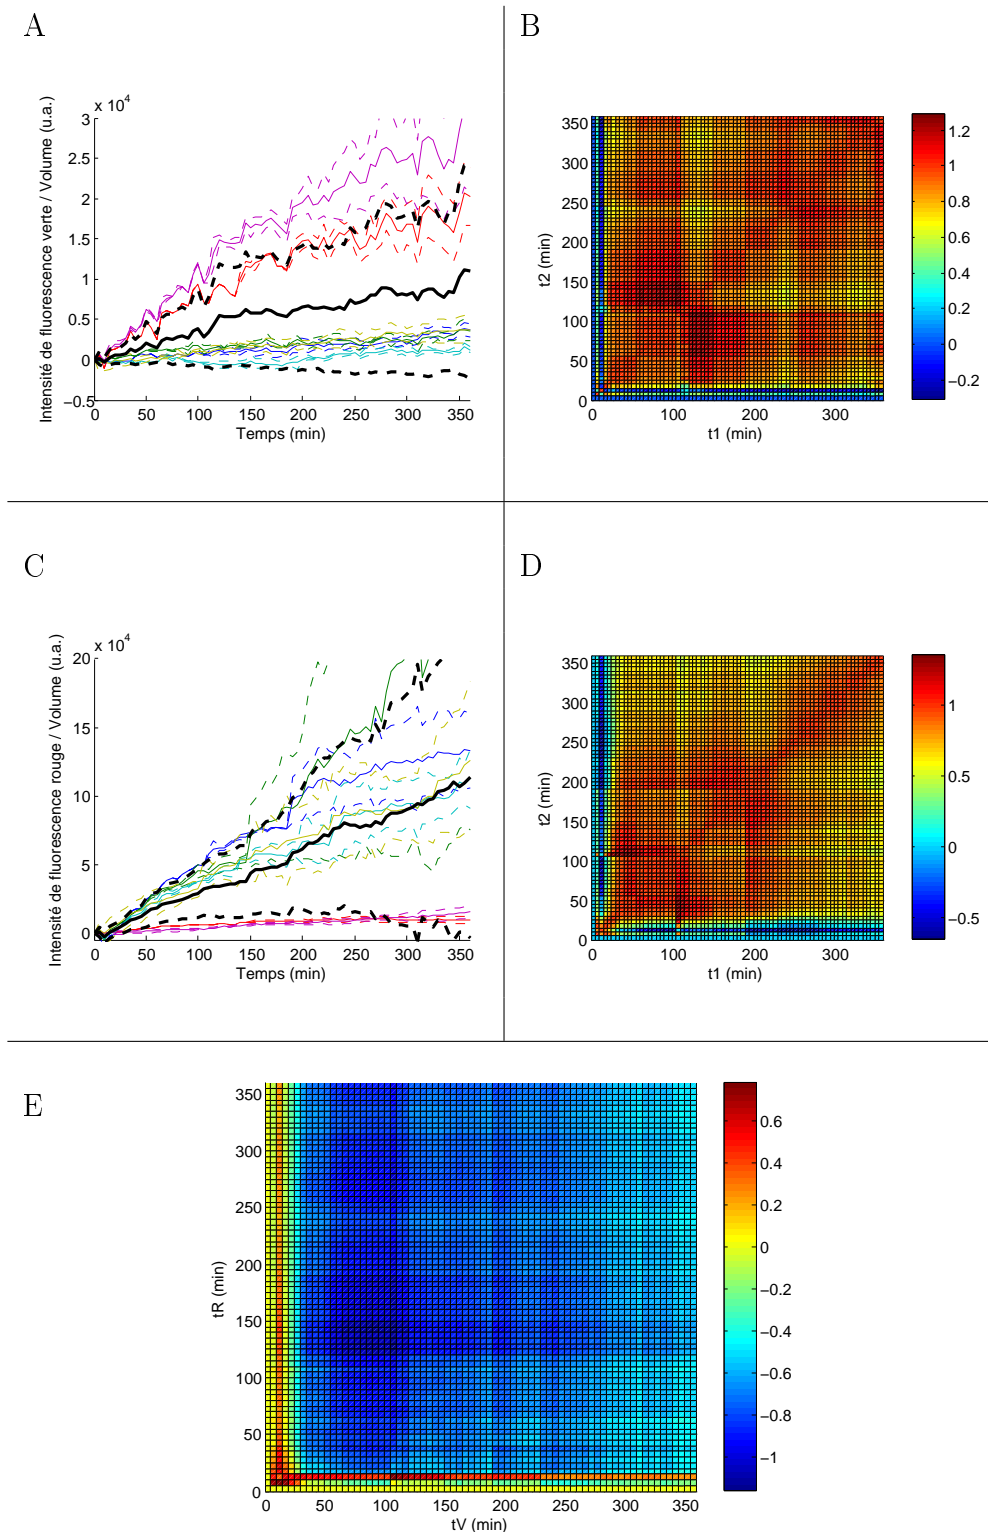 A
B
x 10^4
Intensité de fluorescence verte / Volume (u.a.)
3
2.5
2
1.5
1
0.5
0
−0.5
0 50 100 150 200 250 300 350
Temps (min)
t2 (min)
350
300
250
200
150
100
50
0
0 100 200 300
t1 (min)
1.2
1
0.8
0.6
0.4
0.2
0
−0.2
C
D
x 10^4
Intensité de fluorescence rouge / Volume (u.a.)
20
15
10
5
0
0 50 100 150 200 250 300 350
Temps (min)
t2 (min)
350
300
250
200
150
100
50
0
0 100 200 300
t1 (min)
1
0.5
0
−0.5
E
tR (min)
350
300
250
200
150
100
50
0
0 50 100 150 200 250 300 350
tV (min)
0.6
0.4
0.2
0
−0.2
−0.4
−0.6
−0.8
−1